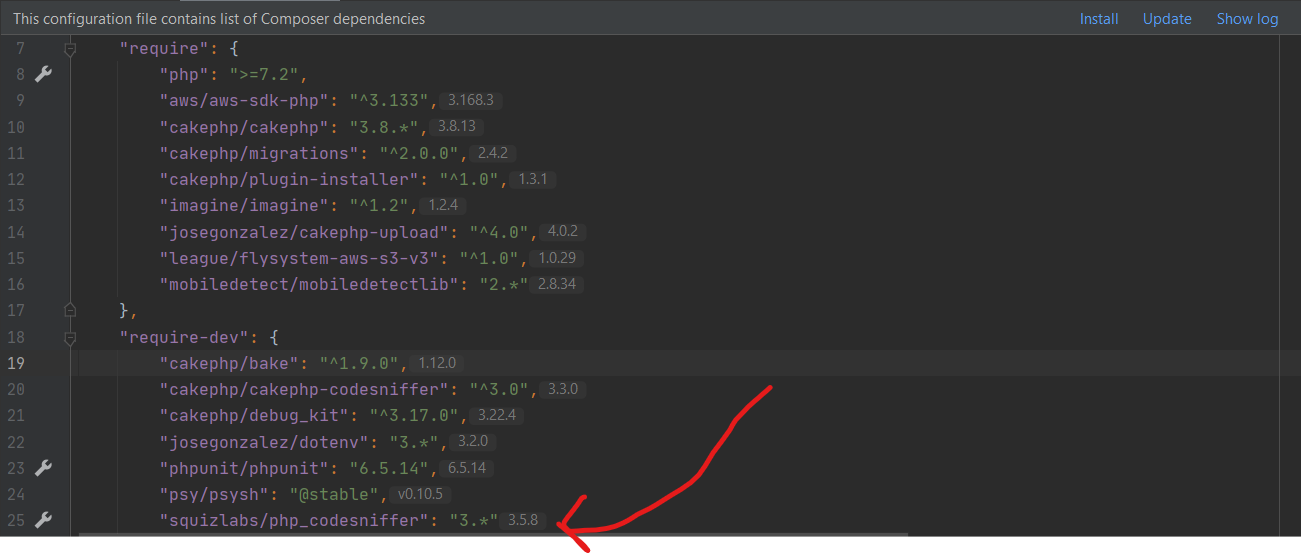 This configuration file contains list of Composer dependencies Install Update Show log
7 "require": {
8 "php": ">=7.2",
9 "aws/aws-sdk-php": "^3.133", 3.168.3
10 "cakephp/cakephp": "3.8.*", 3.8.13
11 "cakephp/migrations": "^2.0.0", 2.4.2
12 "cakephp/plugin-installer": "^1.0", 1.3.1
13 "imagine/imagine": "^1.2", 1.2.4
14 "josegonzalez/cakephp-upload": "^4.0", 4.0.2
15 "league/flysystem-aws-s3-v3": "^1.0", 1.0.29
16 "mobiledetect/mobiledetectlib": "2.*" 2.8.34
17 },
18 "require-dev": {
19 "cakephp/bake": "^1.9.0", 1.12.0
20 "cakephp/cakephp-codesniffer": "^3.0", 3.3.0
21 "cakephp/debug_kit": "^3.17.0", 3.22.4
22 "josegonzalez/dotenv": "3.*", 3.2.0
23 "phpunit/phpunit": "6.5.14", 6.5.14
24 "psy/psysh": "@stable", v0.10.5
25 "squizlabs/php_codesniffer": "3.*" 3.5.8